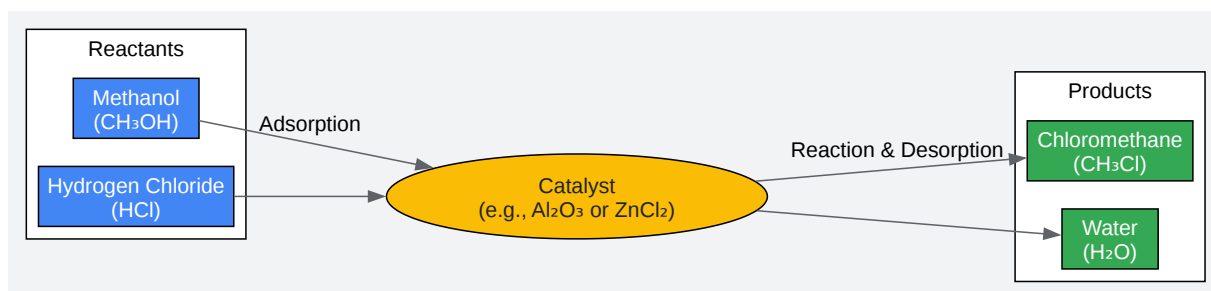 Reactants
Methanol
(CH₃OH)
Hydrogen Chloride
(HCl)
Adsorption
Catalyst
(e.g., Al₂O₃ or ZnCl₂)
Reaction & Desorption
Products
Chloromethane
(CH₃Cl)
Water
(H₂O)